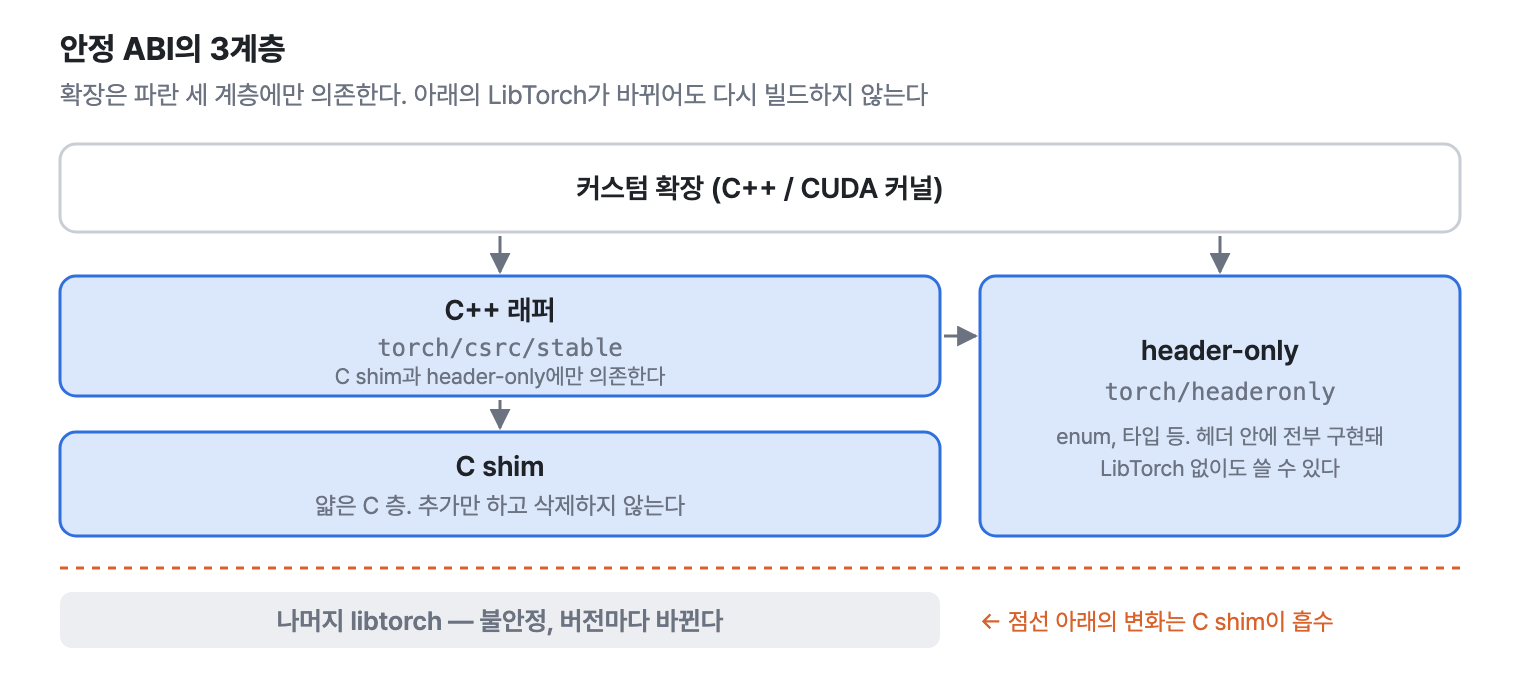 안정 ABI의 3계층
확장은 파란 세 계층에만 의존한다. 아래의 LibTorch가 바뀌어도 다시 빌드하지 않는다
커스텀 확장 (C++ / CUDA 커널)
C++ 래퍼
torch/csrc/stable
C shim과 header-only에만 의존한다
C shim
얇은 C 층. 추가만 하고 삭제하지 않는다
header-only
torch/headeronly
enum, 타입 등. 헤더 안에 전부 구현돼
LibTorch 없이도 쓸 수 있다
나머지 libtorch — 불안정, 버전마다 바뀐다
← 점선 아래의 변화는 C shim이 흡수